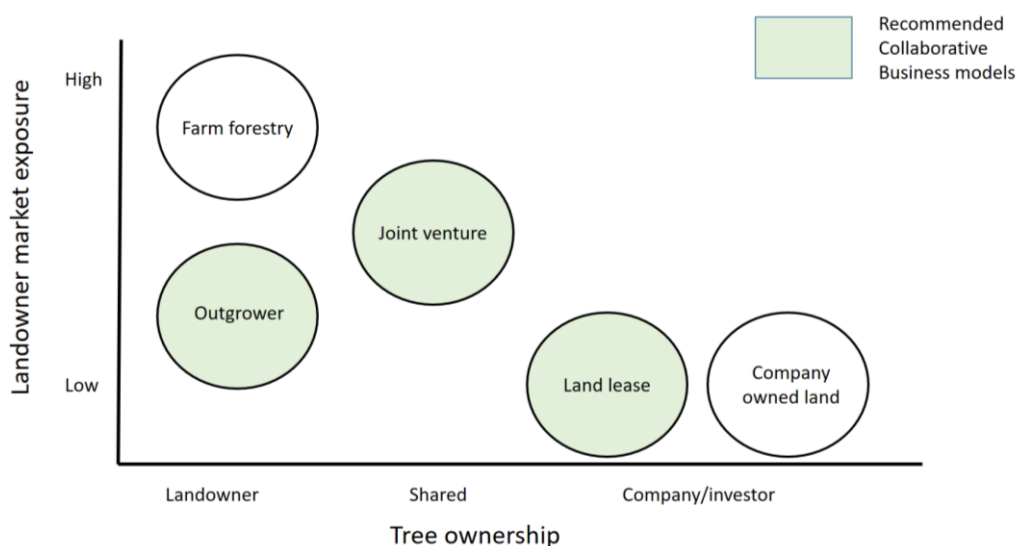 Recommended
Collaborative
Business models
Landowner market exposure
High
Farm forestry
Joint venture
Outgrower
Low
Land lease
Company
owned land
Landowner
Shared
Company/investor
Tree ownership